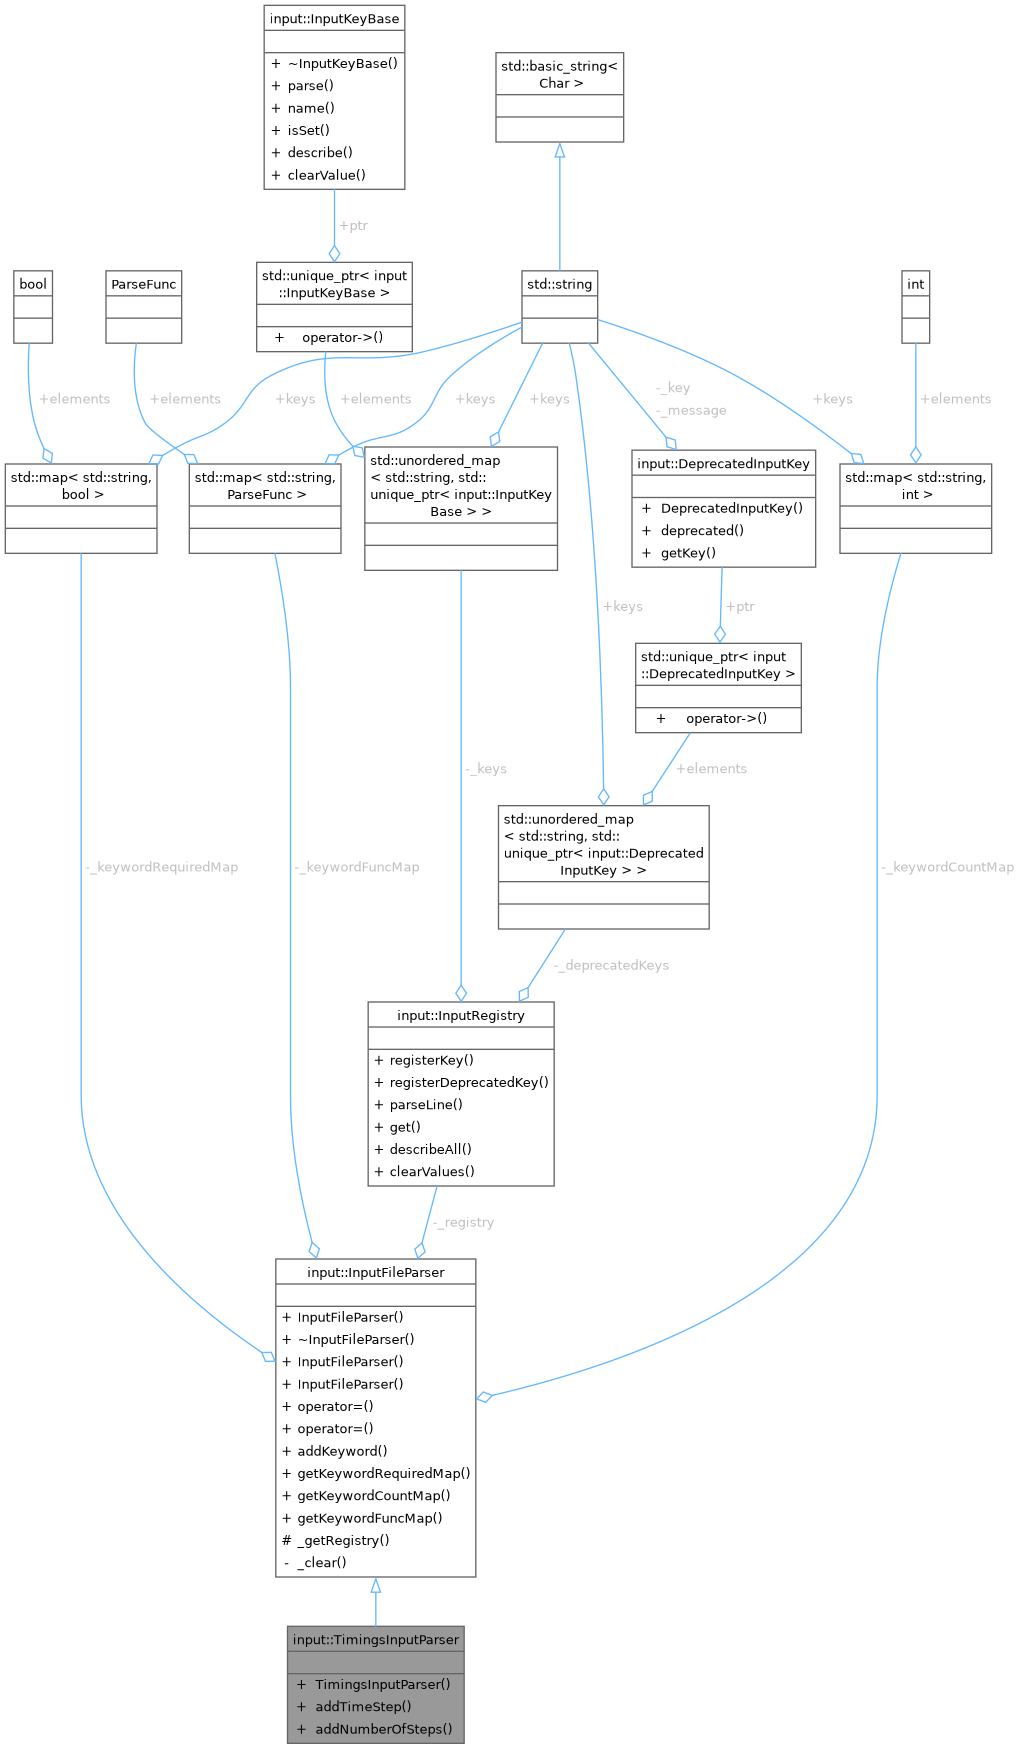 input::InputKeyBase
+ ~InputKeyBase()
+ parse()
+ name()
+ isSet()
+ describe()
+ clearValue()
std::basic_string<
Char >
+ptr
bool
ParseFunc
std::unique_ptr< input
::InputKeyBase >
+ operator->()
std::string
int
+elements
+elements
+keys
+elements
+keys
+keys
-_key
-_message
+keys
+elements
std::map< std::string,
bool >
std::map< std::string,
ParseFunc >
std::unordered_map
< std::string, std::
unique_ptr< input::InputKey
Base > >
input::DeprecatedInputKey
+ DeprecatedInputKey()
+ deprecated()
+ getKey()
std::map< std::string,
int >
+keys
+ptr
std::unique_ptr< input
::DeprecatedInputKey >
+ operator->()
-_keys
+elements
std::unordered_map
< std::string, std::
unique_ptr< input::Deprecated
InputKey > >
-_keywordRequiredMap
-_keywordFuncMap
-_keywordCountMap
-_deprecatedKeys
input::InputRegistry
+ registerKey()
+ registerDeprecatedKey()
+ parseLine()
+ get()
+ describeAll()
+ clearValues()
-_registry
input::InputFileParser
+ InputFileParser()
+ ~InputFileParser()
+ InputFileParser()
+ InputFileParser()
+ operator=()
+ operator=()
+ addKeyword()
+ getKeywordRequiredMap()
+ getKeywordCountMap()
+ getKeywordFuncMap()
# _getRegistry()
- _clear()
input::TimingsInputParser
+ TimingsInputParser()
+ addTimeStep()
+ addNumberOfSteps()